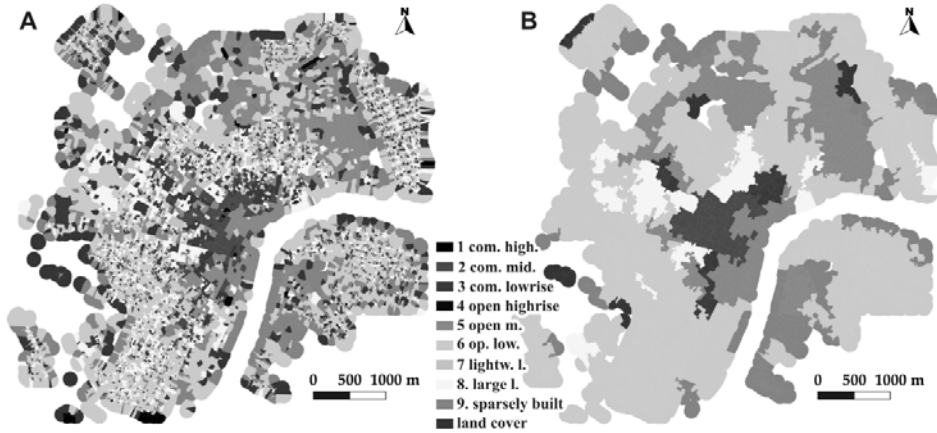 A
N
B
N
1 com. high.
2 com. mid.
3 com. lowrise
4 open highrise
5 open m.
6 op. low.
7 lightw. l.
8. large l.
9. sparsely built
land cover
0 500 1000 m
0 500 1000 m